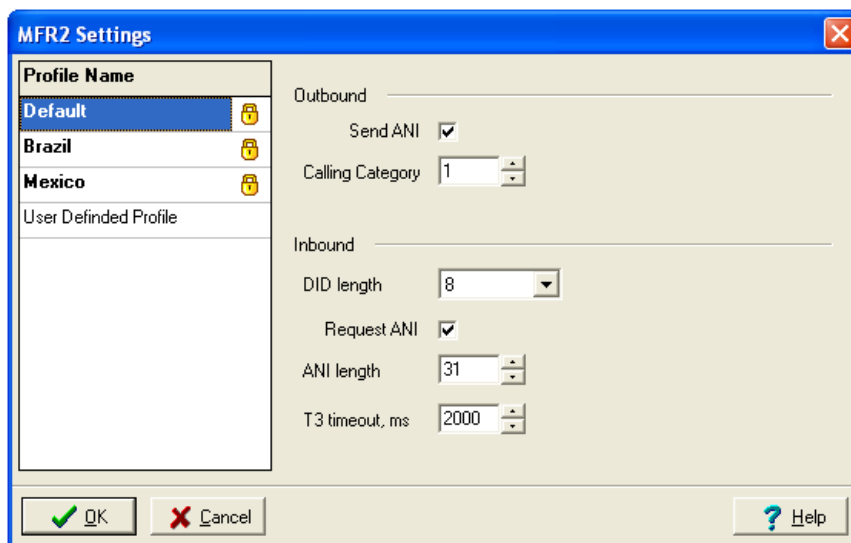 MFR2 Settings
Profile Name
Default
Brazil
Mexico
User Definded Profile
Outbound
Send ANI
Calling Category 1
Inbound
DID length 8
Request ANI
ANI length 31
T3 timeout, ms 2000
OK
Cancel
? Help